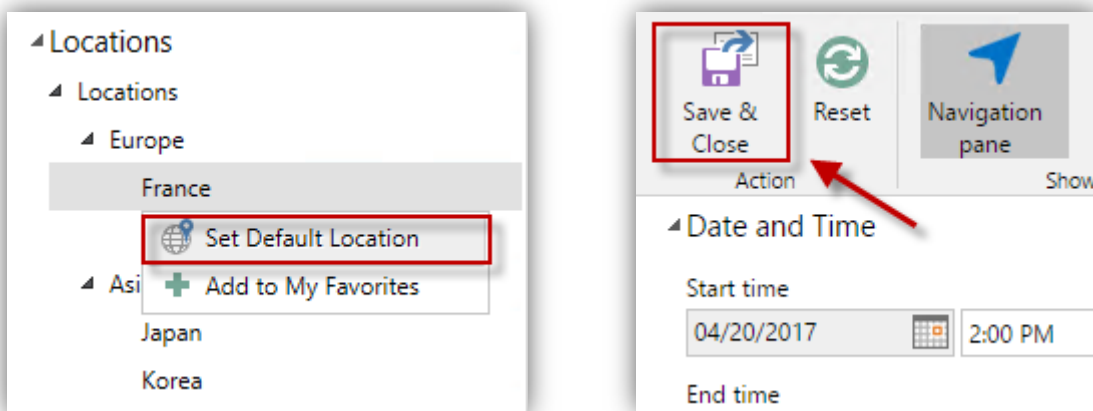 Locations
Locations
Europe
France
Set Default Location
Asi
Add to My Favorites
Japan
Korea
Save &
Close
Reset
Navigation
pane
Action
Show
Date and Time
Start time
04/20/2017
2:00 PM
End time